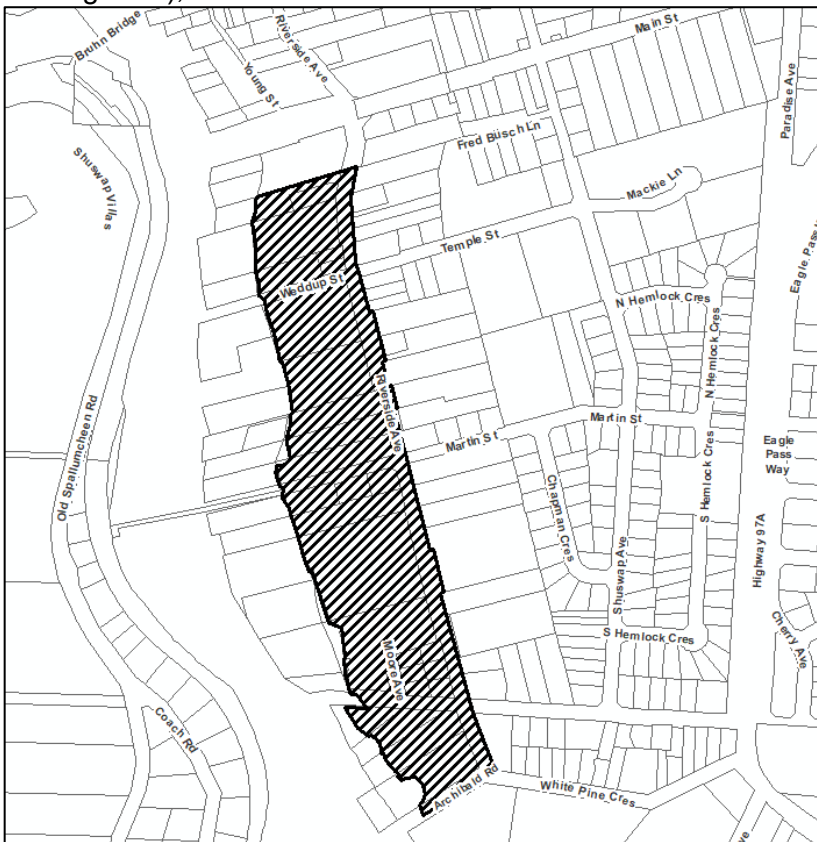 Bruhn Bridge
Riverside Ave
Main St
Young St
Paradise Ave
Fred Busch Ln
Shuswap Villas
Mackie Ln
Temple St
Weddup St
N Hemlock Cres
N Hemlock Cres
Riverside Ave
Old Spallumcheen Rd
Martin St
Martin St
Eagle Pass Way
S Hemlock Cres
Chapman Cres
Highway 97A
Shuswap Ave
S Hemlock Cres
Cherry Ave
Moore Ave
Coach Rd
Archibald Rd
White Pine Cres